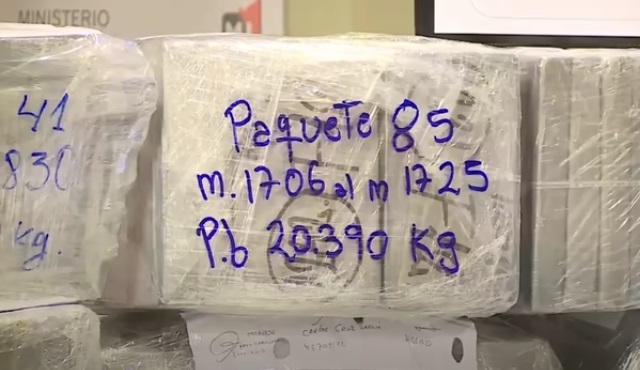 MINISTERIO
41
830
kg.
Paquete 85
m.1706 al m 1725
P.b 20.390 Kg